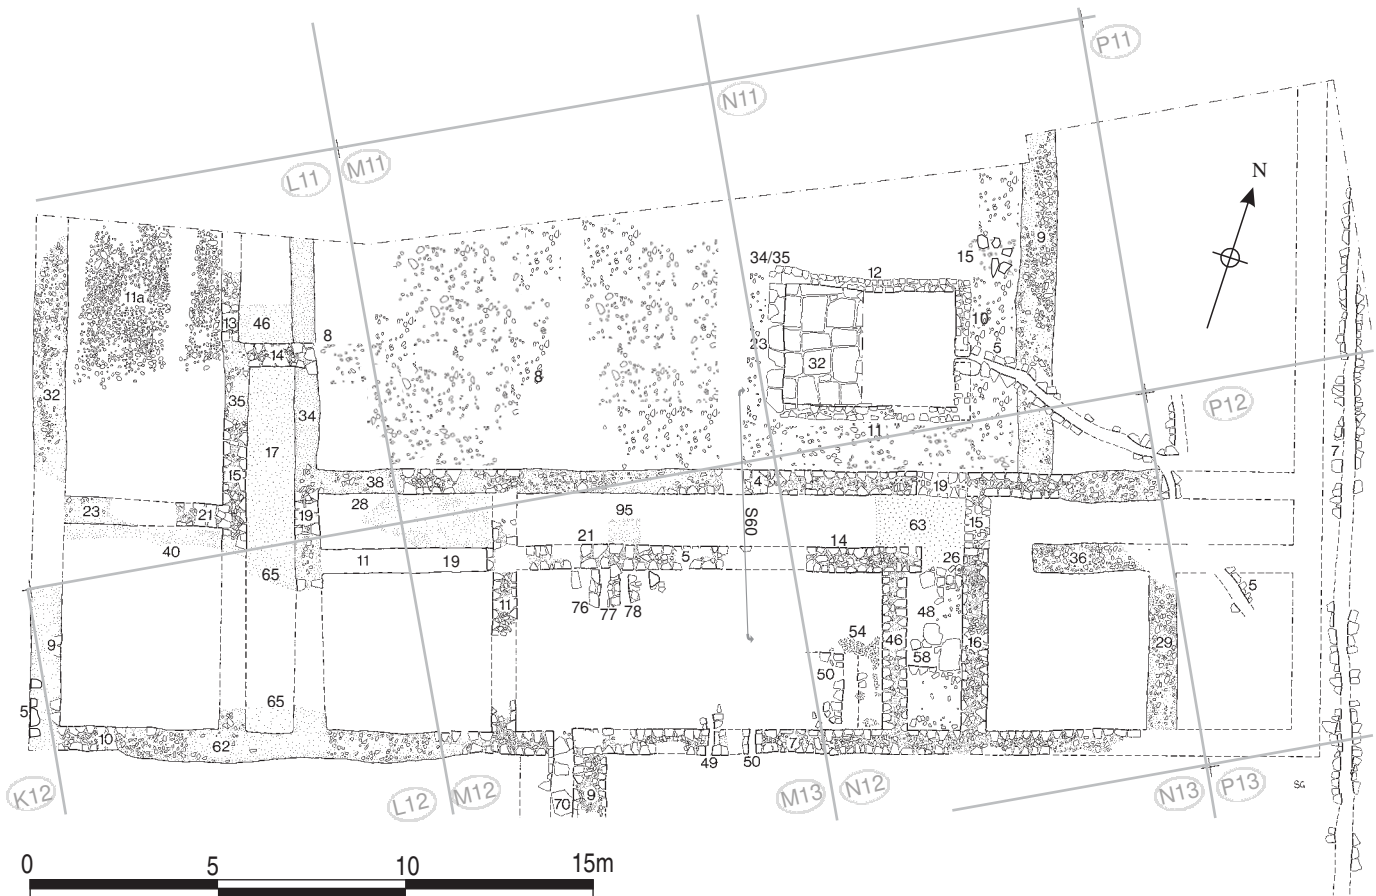 P11
N11
L11 M11
N
9
34/35 12 15
11a
13 46 10
8 14 5
23 32
8
32 35 34 P12
11
17 7
15 38 4 19
28
23 21 19 95 S60 63 15
21 14
40 11 19 5 26 36
65 5
76 77 78 48
11 54 46 16 29
9 58
50
65
5 10 62 7
49 50
K12 L12 M12 70 9 M13 N12 N13 P13
SG
0 5 10 15m